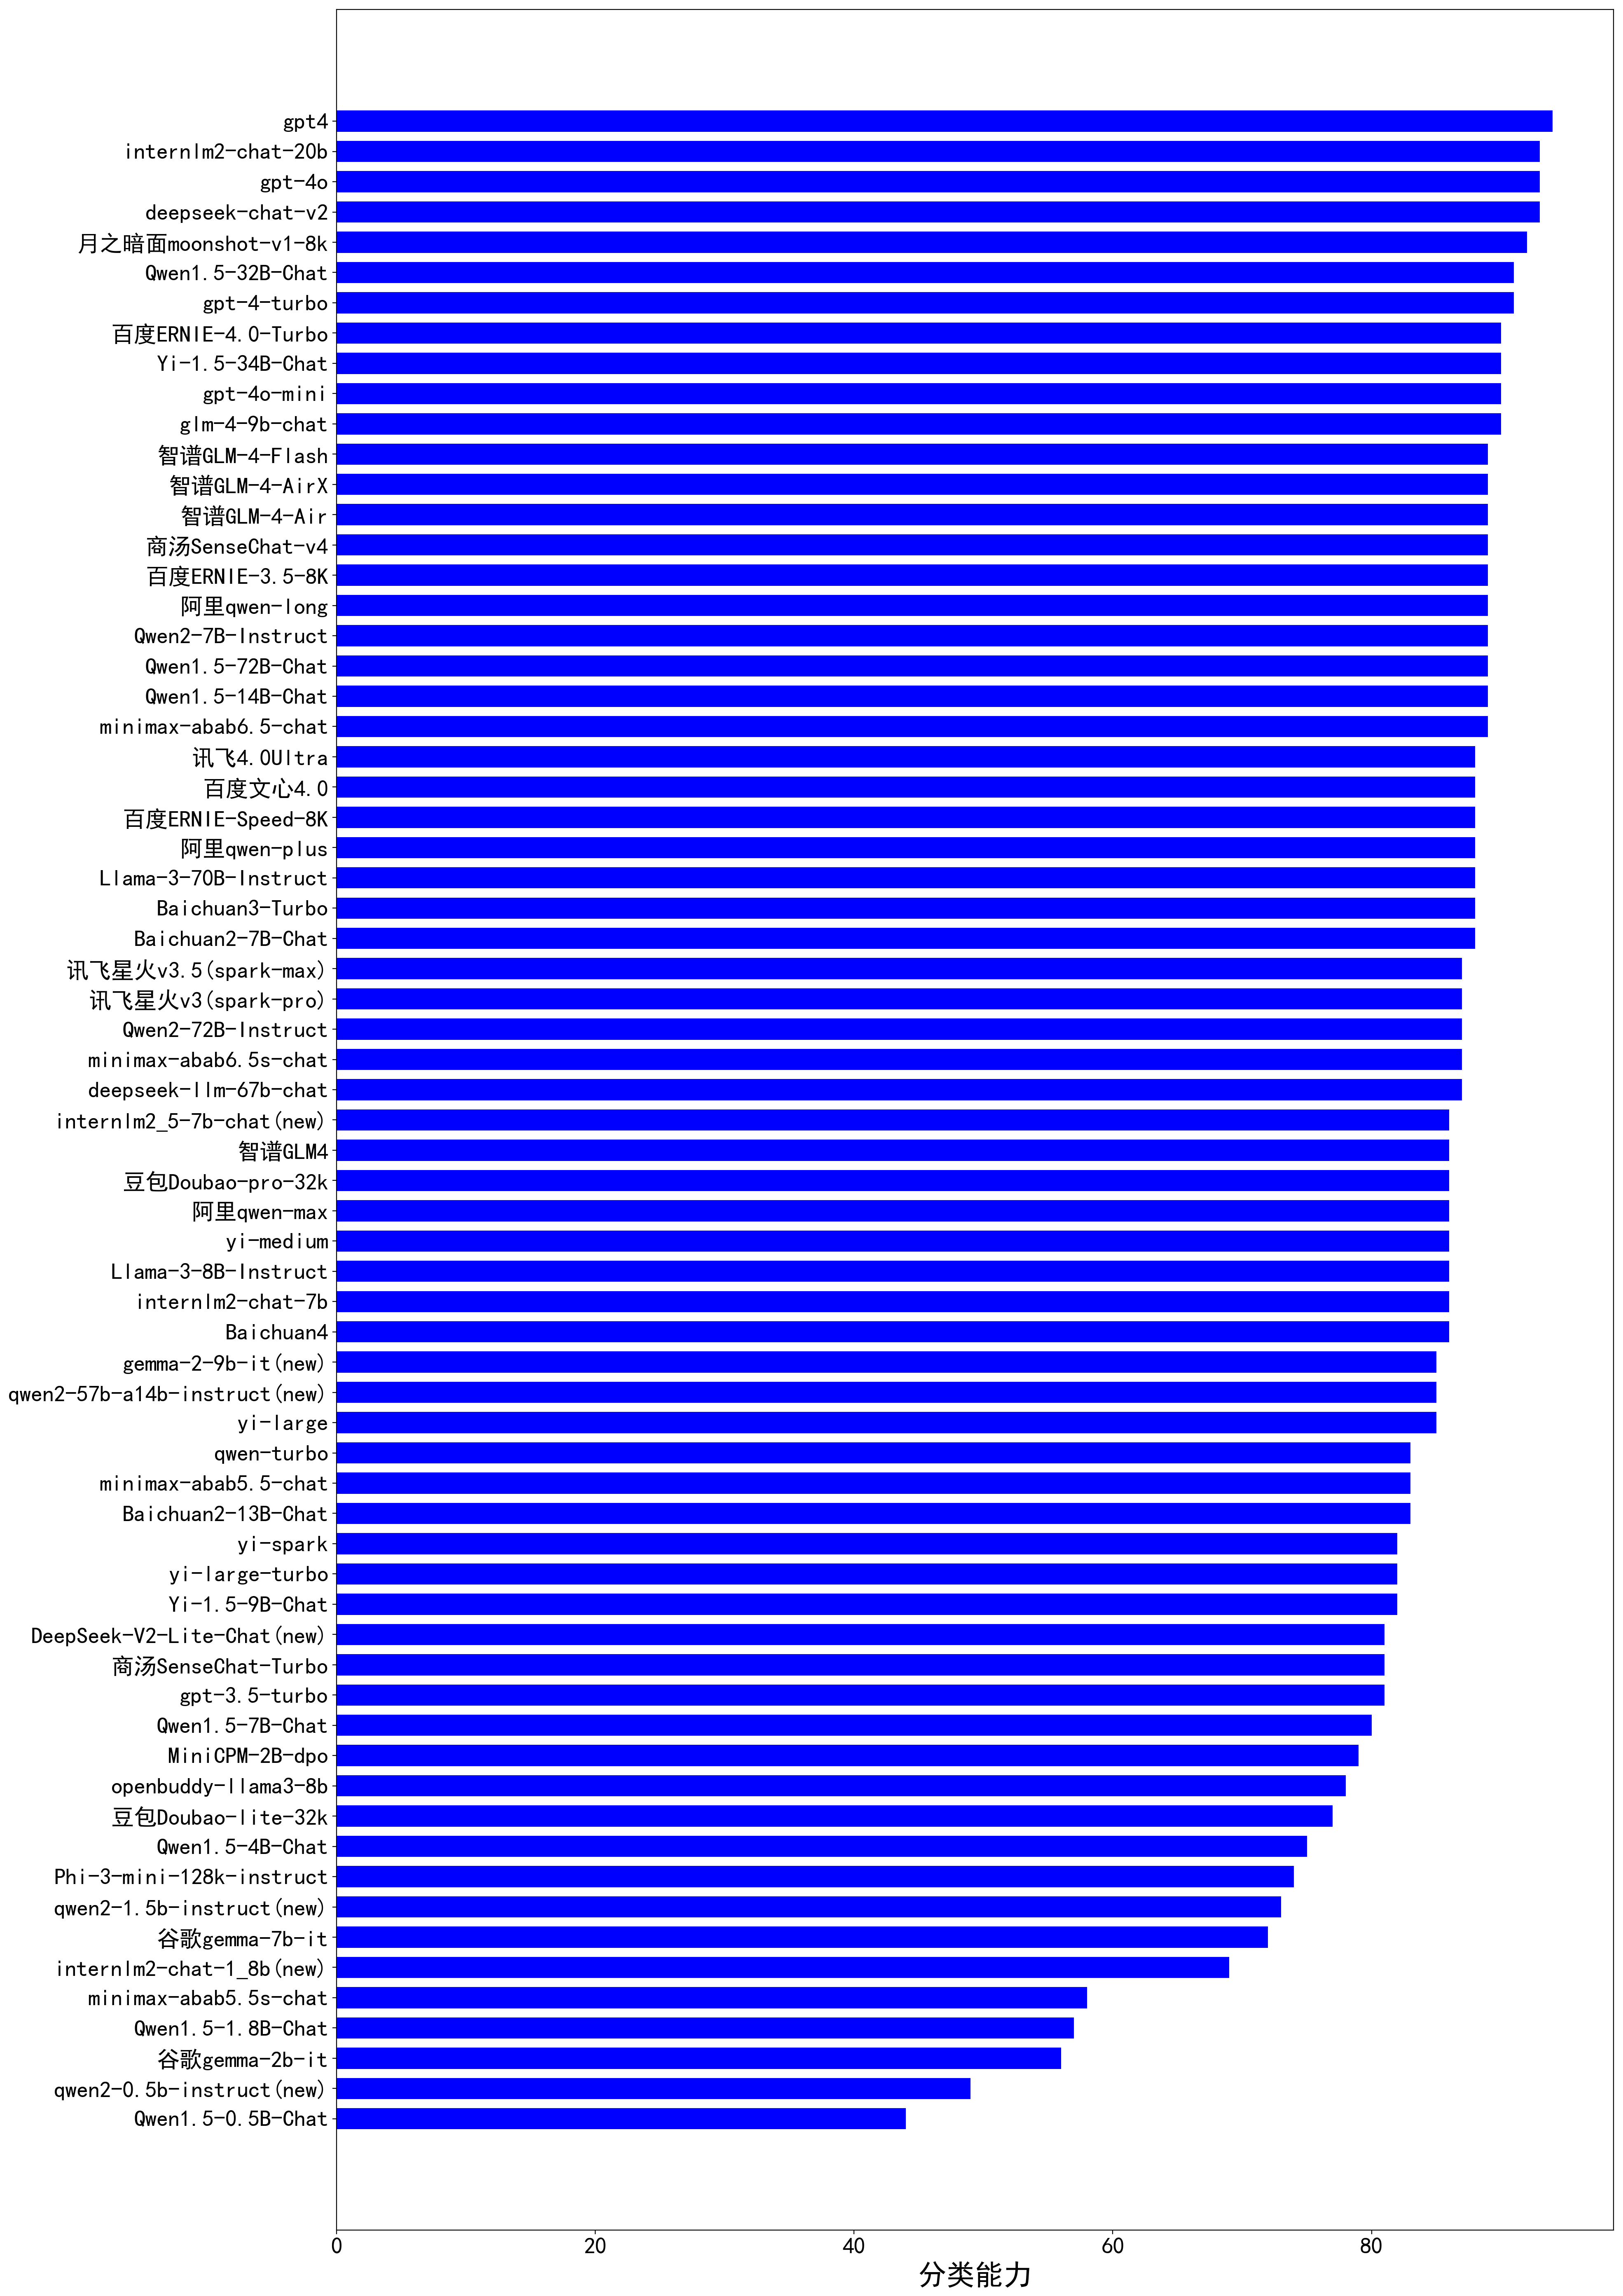 gpt4
internlm2-chat-20b
gpt-4o
deepseek-chat-v2
月之暗面moonshot-v1-8k
Qwen1.5-32B-Chat
gpt-4-turbo
百度ERNIE-4.0-Turbo
Yi-1.5-34B-Chat
gpt-4o-mini
glm-4-9b-chat
智谱GLM-4-Flash
智谱GLM-4-AirX
智谱GLM-4-Air
商汤SenseChat-v4
百度ERNIE-3.5-8K
阿里qwen-long
Qwen2-7B-Instruct
Qwen1.5-72B-Chat
Qwen1.5-14B-Chat
minimax-abab6.5-chat
讯飞4.0Ultra
百度文心4.0
百度ERNIE-Speed-8K
阿里qwen-plus
Llama-3-70B-Instruct
Baichuan3-Turbo
Baichuan2-7B-Chat
讯飞星火v3.5(spark-max)
讯飞星火v3(spark-pro)
Qwen2-72B-Instruct
minimax-abab6.5s-chat
deepseek-llm-67b-chat
internlm2_5-7b-chat(new)
智谱GLM4
豆包Doubao-pro-32k
阿里qwen-max
yi-medium
Llama-3-8B-Instruct
internlm2-chat-7b
Baichuan4
gemma-2-9b-it(new)
qwen2-57b-a14b-instruct(new)
yi-large
qwen-turbo
minimax-abab5.5-chat
Baichuan2-13B-Chat
yi-spark
yi-large-turbo
Yi-1.5-9B-Chat
DeepSeek-V2-Lite-Chat(new)
商汤SenseChat-Turbo
gpt-3.5-turbo
Qwen1.5-7B-Chat
MiniCPM-2B-dpo
openbuddy-llama3-8b
豆包Doubao-lite-32k
Qwen1.5-4B-Chat
Phi-3-mini-128k-instruct
qwen2-1.5b-instruct(new)
谷歌gemma-7b-it
internlm2-chat-1_8b(new)
minimax-abab5.5s-chat
Qwen1.5-1.8B-Chat
谷歌gemma-2b-it
qwen2-0.5b-instruct(new)
Qwen1.5-0.5B-Chat
0 20 40 60 80
分类能力